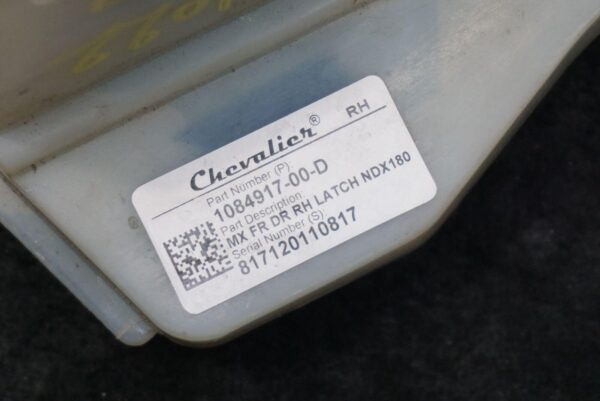 Chevalier® RH
Part Number (P):
1084917-00-D
Part Description
MX FR DR RH LATCH NDX180
Serial Number (S)
817120110817